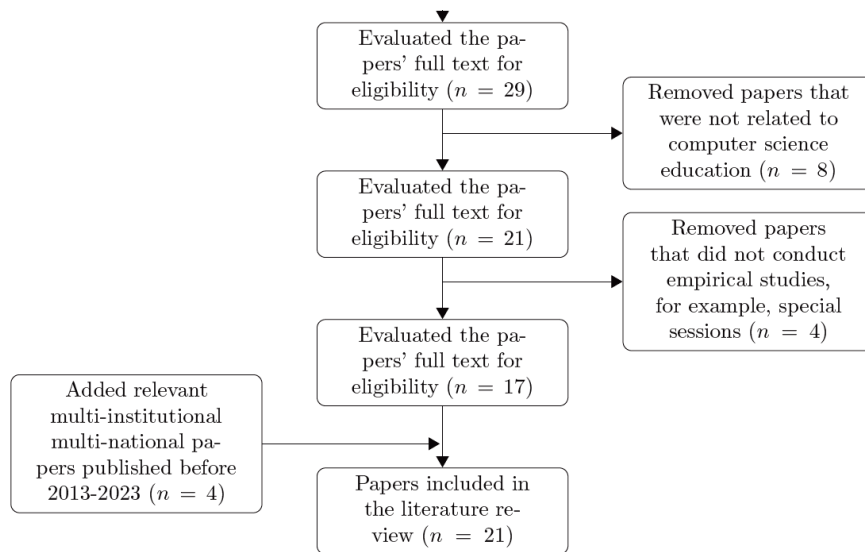 Evaluated the pa-
pers' full text for
eligibility (n = 29)
Removed papers that
were not related to
computer science
education (n = 8)
Evaluated the pa-
pers' full text for
eligibility (n = 21)
Removed papers
that did not conduct
empirical studies,
for example, special
sessions (n = 4)
Evaluated the pa-
pers' full text for
eligibility (n = 17)
Added relevant
multi-institutional
multi-national pa-
pers published before
2013-2023 (n = 4)
Papers included in
the literature re-
view (n = 21)